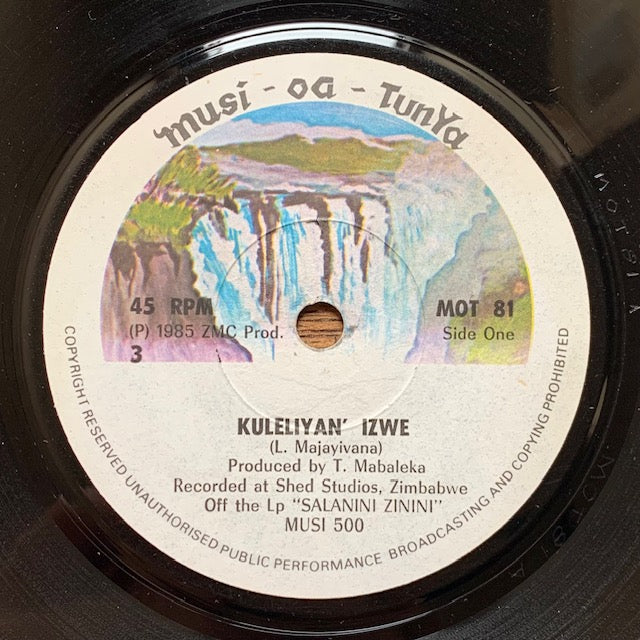 Musi - oa - TunYa
45 RPM
(P) 1985 ZMC Prod.
3
MOT 81
Side One
KULELIYAN' IZWE
(L. Majayivana)
Produced by T. Mabaleka
Recorded at Shed Studios, Zimbabwe
Off the Lp "SALANINI ZININI"
MUSI 500
COPYRIGHT RESERVED UNAUTHORISED PUBLIC PERFORMANCE BROADCASTING AND COPYING PROHIBITED